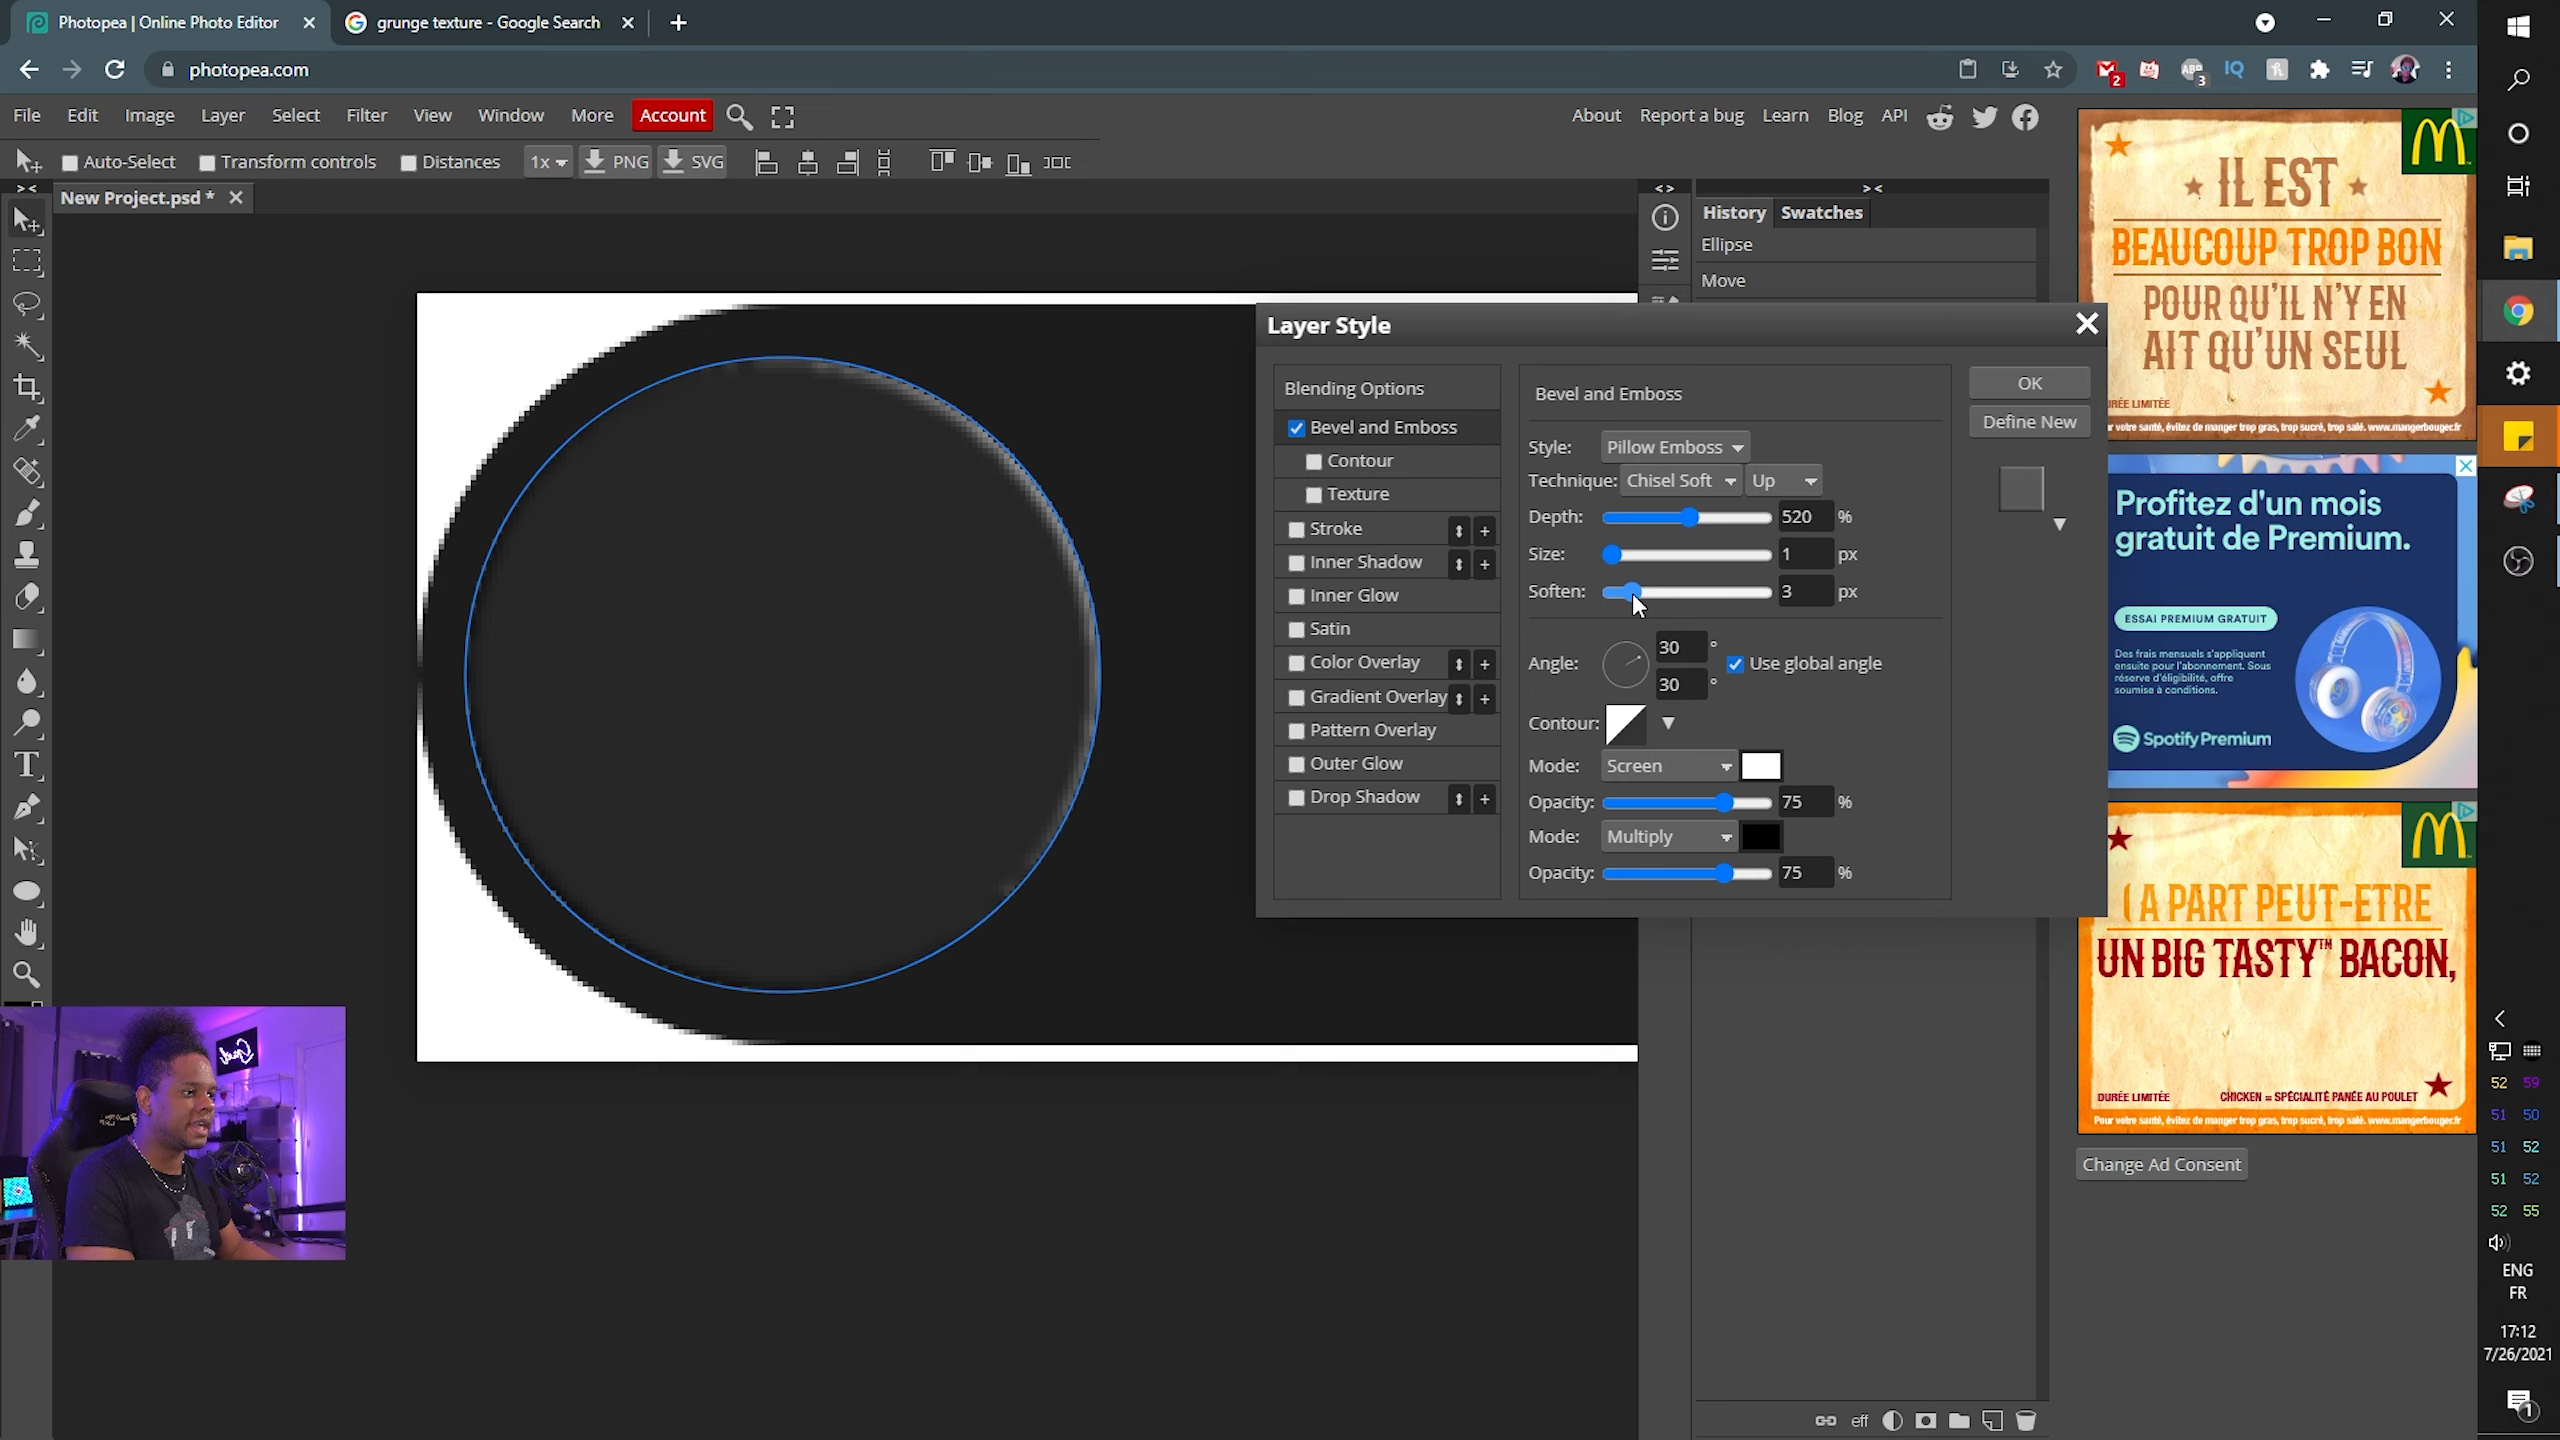 Photopea | Online Photo Editor
grunge texture - Google Search
photopea.com
2
3
File Edit Image Layer Select Filter View Window More Account
About Report a bug Learn Blog API
Auto-Select Transform controls Distances 1x PNG SVG
New Project.psd *
History Swatches
Ellipse
Move
Layer Style
Blending Options
Bevel and Emboss
Contour
Texture
Stroke
Inner Shadow
Inner Glow
Satin
Color Overlay
Gradient Overlay
Pattern Overlay
Outer Glow
Drop Shadow
Bevel and Emboss
Style: Pillow Emboss
Technique: Chisel Soft Up
Depth: 520 %
Size: 1 px
Soften: 3 px
Angle: 30 °
30 °
Use global angle
Contour:
Mode: Screen
Opacity: 75 %
Mode: Multiply
Opacity: 75 %
OK
Define New
IL EST
BEAUCOUP TROP BON
POUR QU'IL N'Y EN
AIT QU'UN SEUL
RÉE LIMITÉE
r votre santé, évitez de manger trop gras, trop sucré, trop salé. www.mangerbouger.fr
Profitez d'un mois
gratuit de Premium.
ESSAI PREMIUM GRATUIT
Des frais mensuels s'appliquent
ensuite pour l'abonnement. Sous
réserve d'éligibilité, offre
soumise à conditions.
Spotify Premium
A PART PEUT-ETRE
UN BIG TASTY™ BACON,
DURÉE LIMITÉE CHICKEN = SPÉCIALITÉ PANÉE AU POULET
Pour votre santé, évitez de manger trop gras, trop sucré, trop salé. www.mangerbouger.fr
Change Ad Consent
eff
52 59
51 50
51 52
51 52
52 55
ENG
FR
17:12
7/26/2021
1